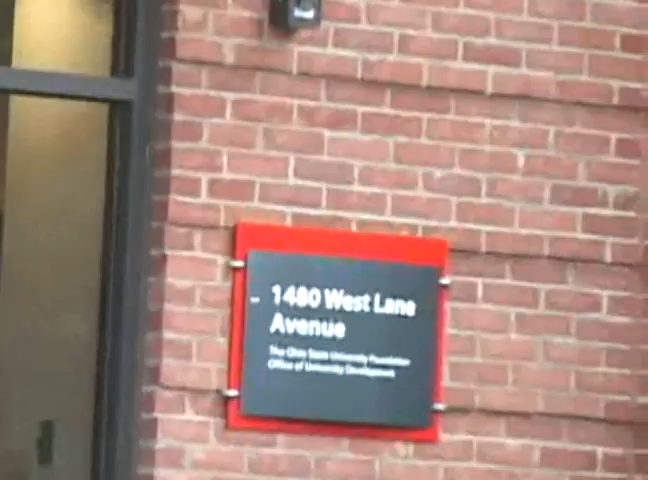 1480 West Lane
Avenue
The Ohio State University Foundation
Office of University Development